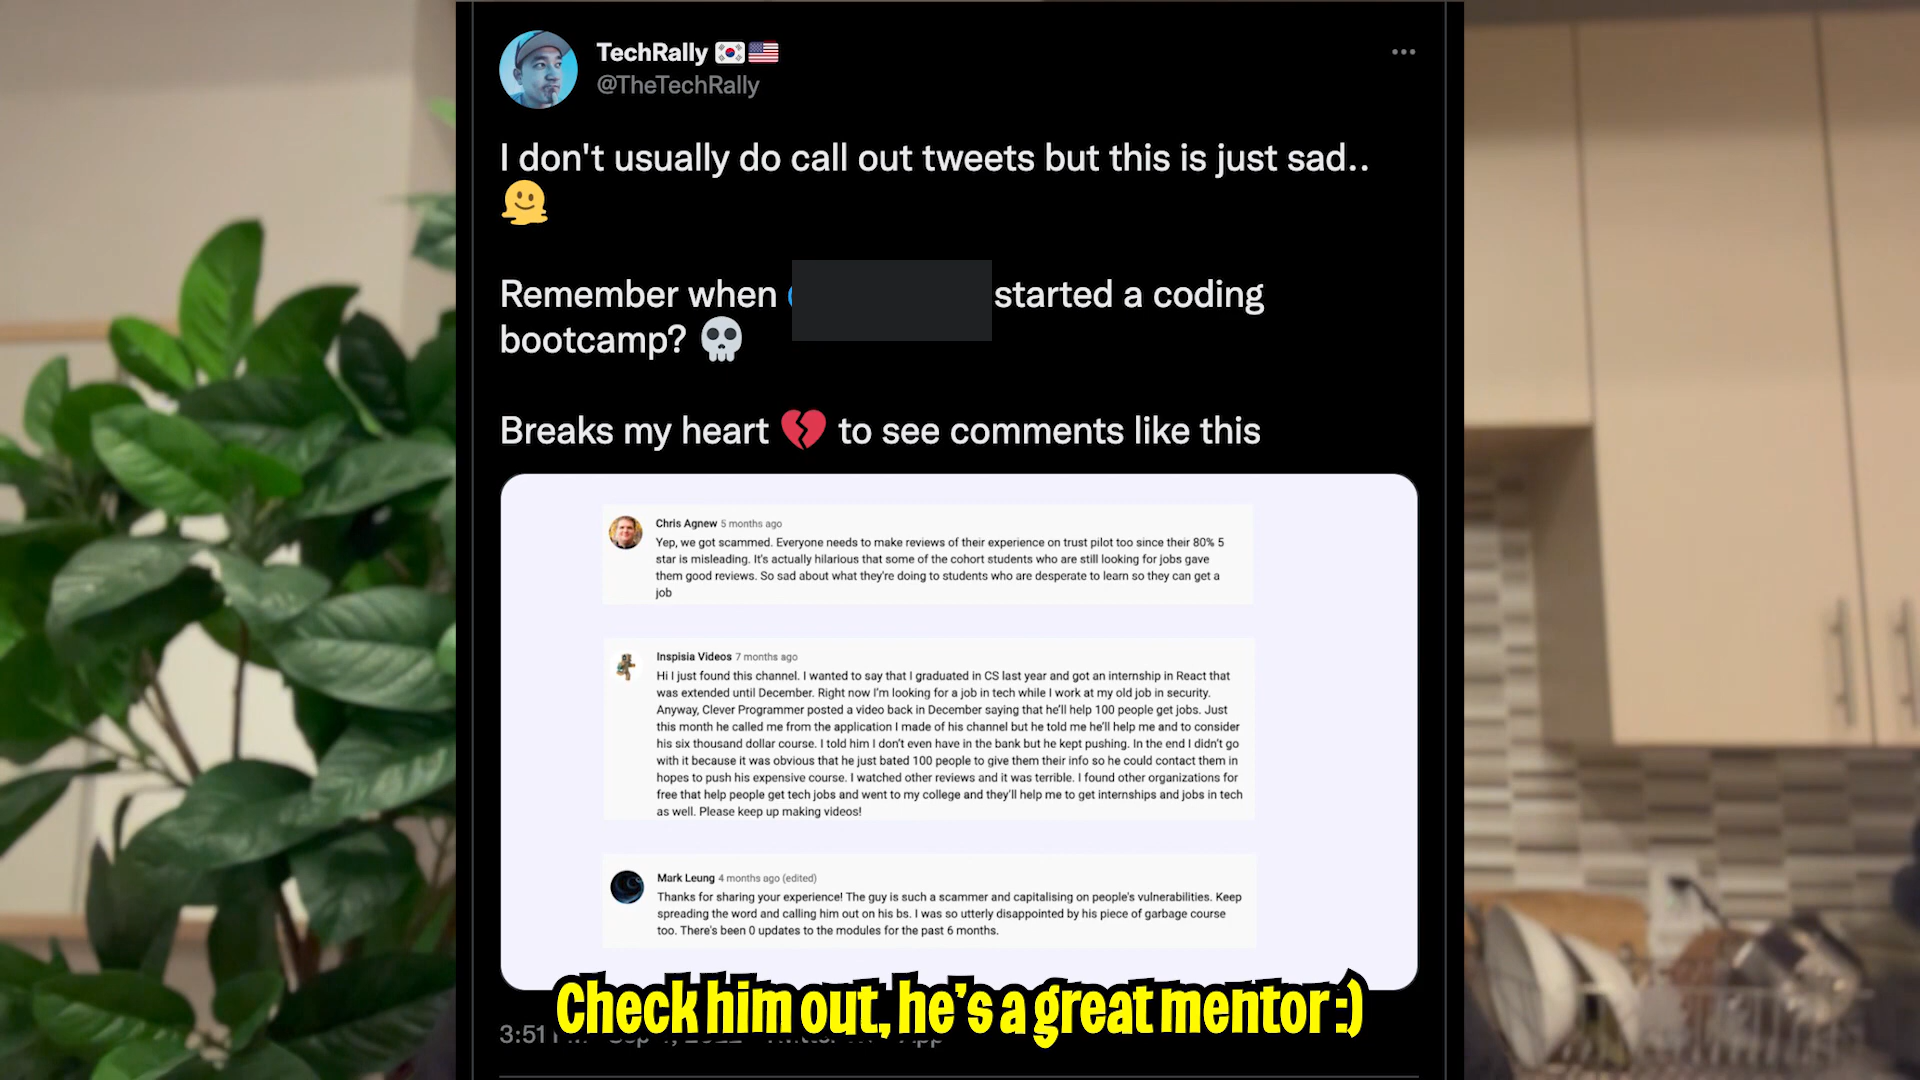 TechRally 🇰🇷🇺🇸
@TheTechRally
I don't usually do call out tweets but this is just sad..
🫠
Remember when started a coding
bootcamp? 💀
Breaks my heart 💔 to see comments like this
Chris Agnew 5 months ago
Yep, we got scammed. Everyone needs to make reviews of their experience on trust pilot too since their 80% 5
star is misleading. It's actually hilarious that some of the cohort students who are still looking for jobs gave
them good reviews. So sad about what they're doing to students who are desperate to learn so they can get a
job
Inspisia Videos 7 months ago
Hi I just found this channel. I wanted to say that I graduated in CS last year and got an internship in React that
was extended until December. Right now I'm looking for a job in tech while I work at my old job in security.
Anyway, Clever Programmer posted a video back in December saying that he'll help 100 people get jobs. Just
this month he called me from the application I made of his channel but he told me he'll help me and to consider
his six thousand dollar course. I told him I don't even have in the bank but he kept pushing. In the end I didn't go
with it because it was obvious that he just bated 100 people to give them their info so he could contact them in
hopes to push his expensive course. I watched other reviews and it was terrible. I found other organizations for
free that help people get tech jobs and went to my college and they'll help me to get internships and jobs in tech
as well. Please keep up making videos!
Mark Leung 4 months ago (edited)
Thanks for sharing your experience! The guy is such a scammer and capitalising on people's vulnerabilities. Keep
spreading the word and calling him out on his bs. I was so utterly disappointed by his piece of garbage course
too. There's been 0 updates to the modules for the past 6 months.
Check him out, he's a great mentor :)
3:51